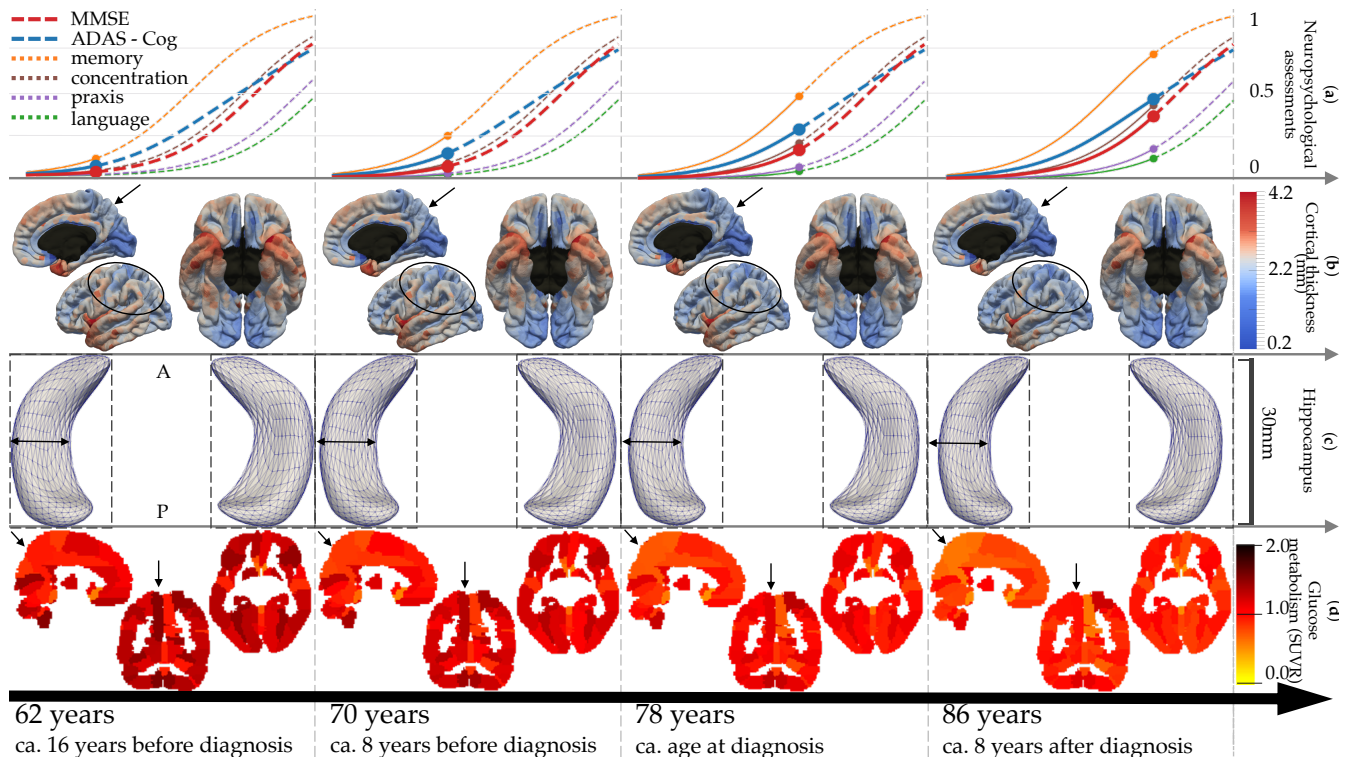 MMSE
ADAS - Cog
memory
concentration
praxis
language
1
0.5
0
Neuropsychological
assessments
(a)
4.2
2.2
0.2
Cortical thickness
(mm)
(b)
A
P
30mm
Hippocampus
(c)
2.0
1.0
0.0
Glucose
metabolism (SUVR)
(d)
62 years
ca. 16 years before diagnosis
70 years
ca. 8 years before diagnosis
78 years
ca. age at diagnosis
86 years
ca. 8 years after diagnosis